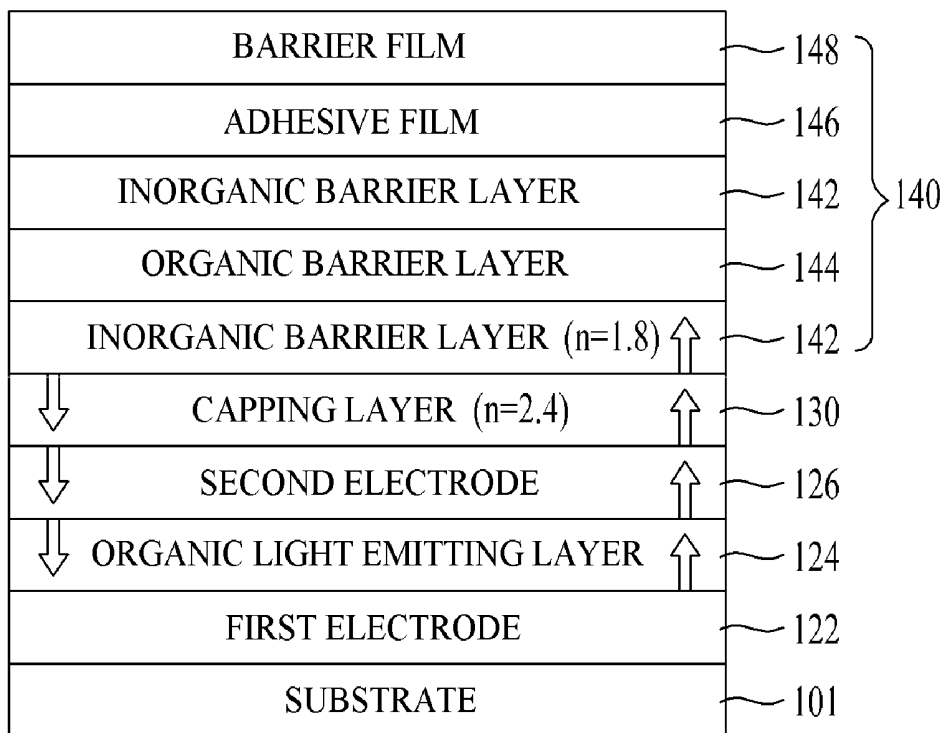 BARRIER FILM 148
ADHESIVE FILM 146
INORGANIC BARRIER LAYER 142
140
ORGANIC BARRIER LAYER 144
INORGANIC BARRIER LAYER (n=1.8) 142
CAPPING LAYER (n=2.4) 130
SECOND ELECTRODE 126
ORGANIC LIGHT EMITTING LAYER 124
FIRST ELECTRODE 122
SUBSTRATE 101